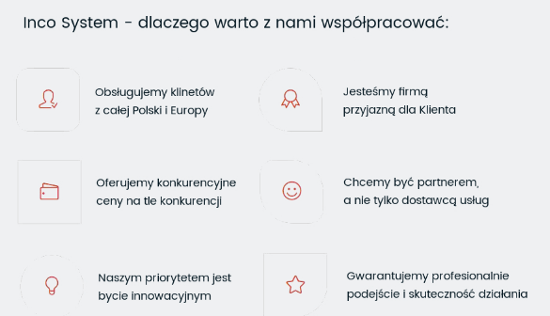 Inco System - dlaczego warto z nami współpracować:
Obsługujemy klinetów
z całej Polski i Europy
Jesteśmy firmą
przyjazną dla Klienta
Oferujemy konkurencyjne
ceny na tle konkurencji
Chcemy być partnerem,
a nie tylko dostawcą usług
Naszym priorytetem jest
bycie innowacyjnym
Gwarantujemy profesionalnie
podejście i skuteczność działania